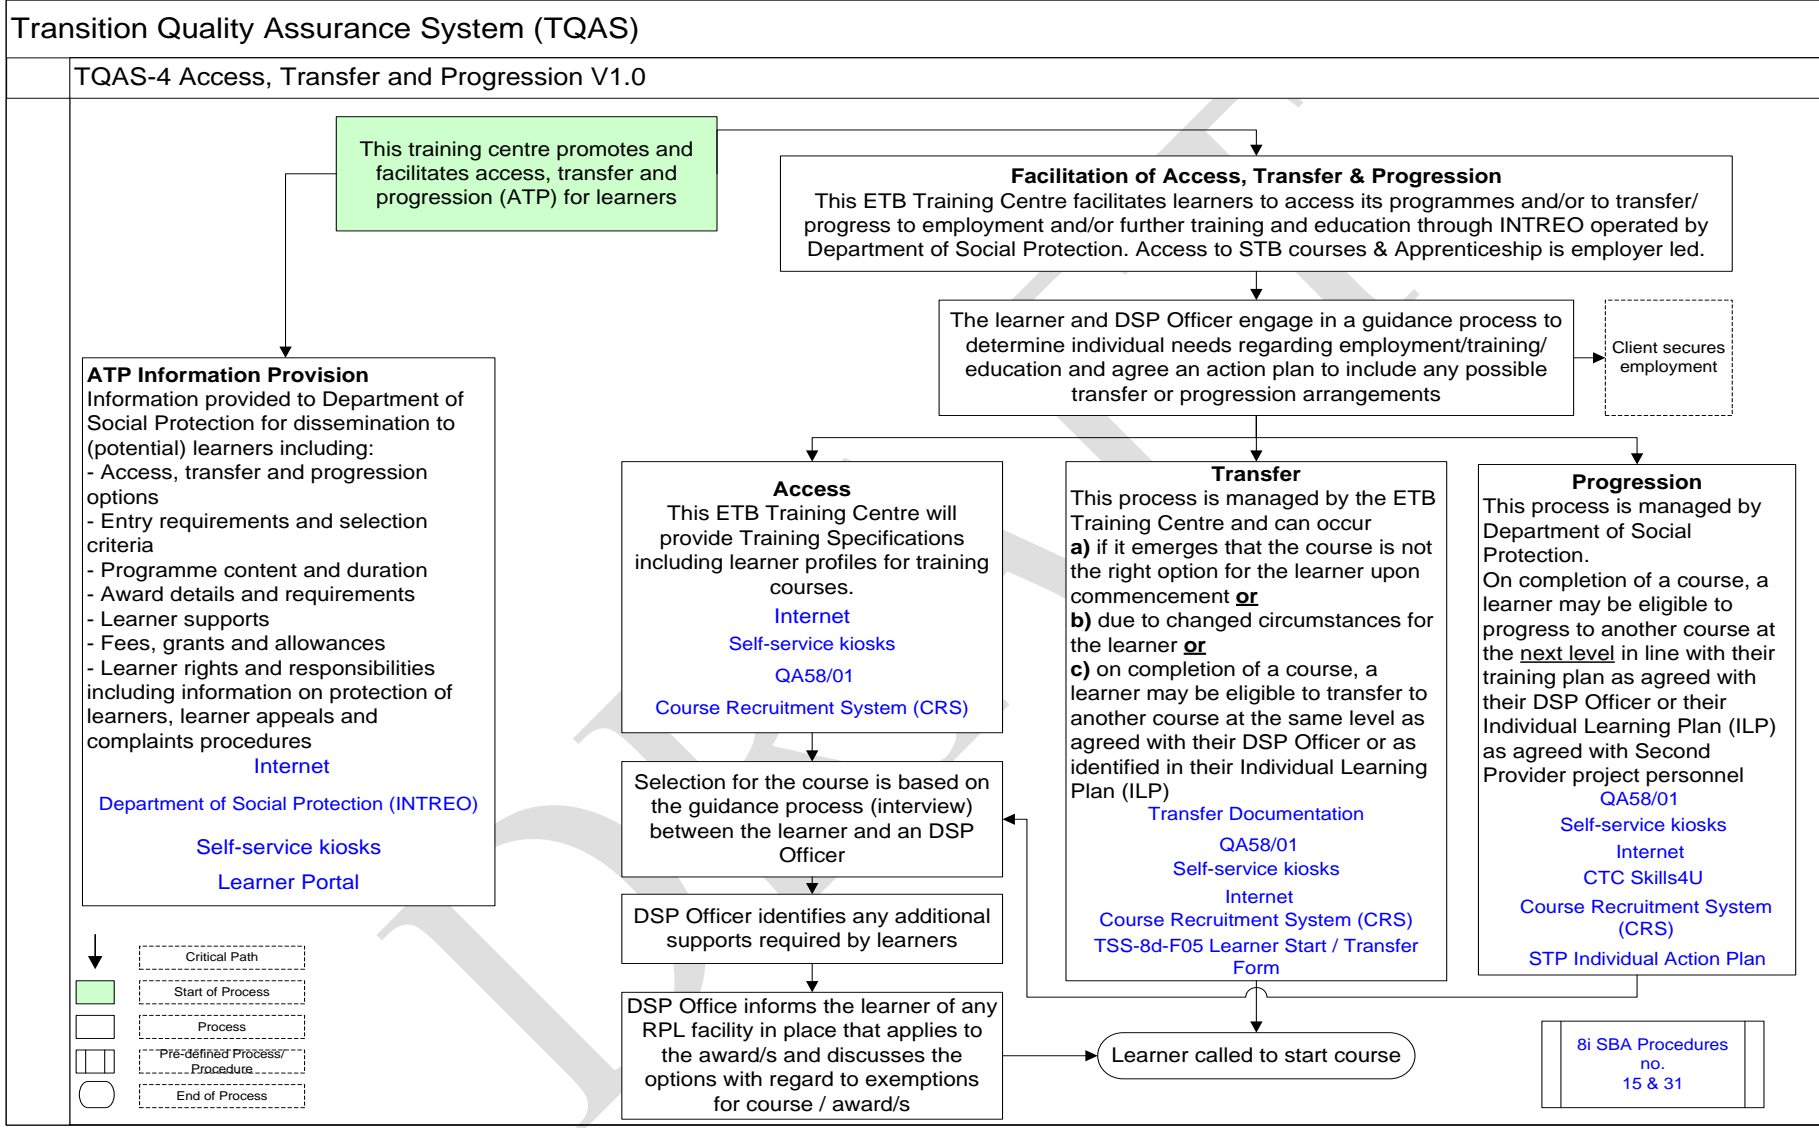 Transition Quality Assurance System (TQAS)
TQAS-4 Access, Transfer and Progression V1.0
This training centre promotes and
facilitates access, transfer and
progression (ATP) for learners
Facilitation of Access, Transfer & Progression
This ETB Training Centre facilitates learners to access its programmes and/or to transfer/
progress to employment and/or further training and education through INTREO operated by
Department of Social Protection. Access to STB courses & Apprenticeship is employer led.
The learner and DSP Officer engage in a guidance process to
determine individual needs regarding employment/training/
education and agree an action plan to include any possible
transfer or progression arrangements
Client secures
employment
ATP Information Provision
Information provided to Department of
Social Protection for dissemination to
(potential) learners including:
- Access, transfer and progression
options
- Entry requirements and selection
criteria
- Programme content and duration
- Award details and requirements
- Learner supports
- Fees, grants and allowances
- Learner rights and responsibilities
including information on protection of
learners, learner appeals and
complaints procedures
Internet
Department of Social Protection (INTREO)
Self-service kiosks
Learner Portal
Access
This ETB Training Centre will
provide Training Specifications
including learner profiles for training
courses.
Internet
Self-service kiosks
QA58/01
Course Recruitment System (CRS)
Selection for the course is based on
the guidance process (interview)
between the learner and an DSP
Officer
DSP Officer identifies any additional
supports required by learners
DSP Office informs the learner of any
RPL facility in place that applies to
the award/s and discusses the
options with regard to exemptions
for course / award/s
Transfer
This process is managed by the ETB
Training Centre and can occur
a) if it emerges that the course is not
the right option for the learner upon
commencement or
b) due to changed circumstances for
the learner or
c) on completion of a course, a
learner may be eligible to transfer to
another course at the same level as
agreed with their DSP Officer or as
identified in their Individual Learning
Plan (ILP)
Transfer Documentation
QA58/01
Self-service kiosks
Internet
Course Recruitment System (CRS)
TSS-8d-F05 Learner Start / Transfer
Form
Learner called to start course
Progression
This process is managed by
Department of Social
Protection.
On completion of a course, a
learner may be eligible to
progress to another course at
the next level in line with their
training plan as agreed with
their DSP Officer or their
Individual Learning Plan (ILP)
as agreed with Second
Provider project personnel
QA58/01
Self-service kiosks
Internet
CTC Skills4U
Course Recruitment System
(CRS)
STP Individual Action Plan
8i SBA Procedures
no.
15 & 31
Critical Path
Start of Process
Process
Pre-defined Process/
Procedure
End of Process
DRAFT